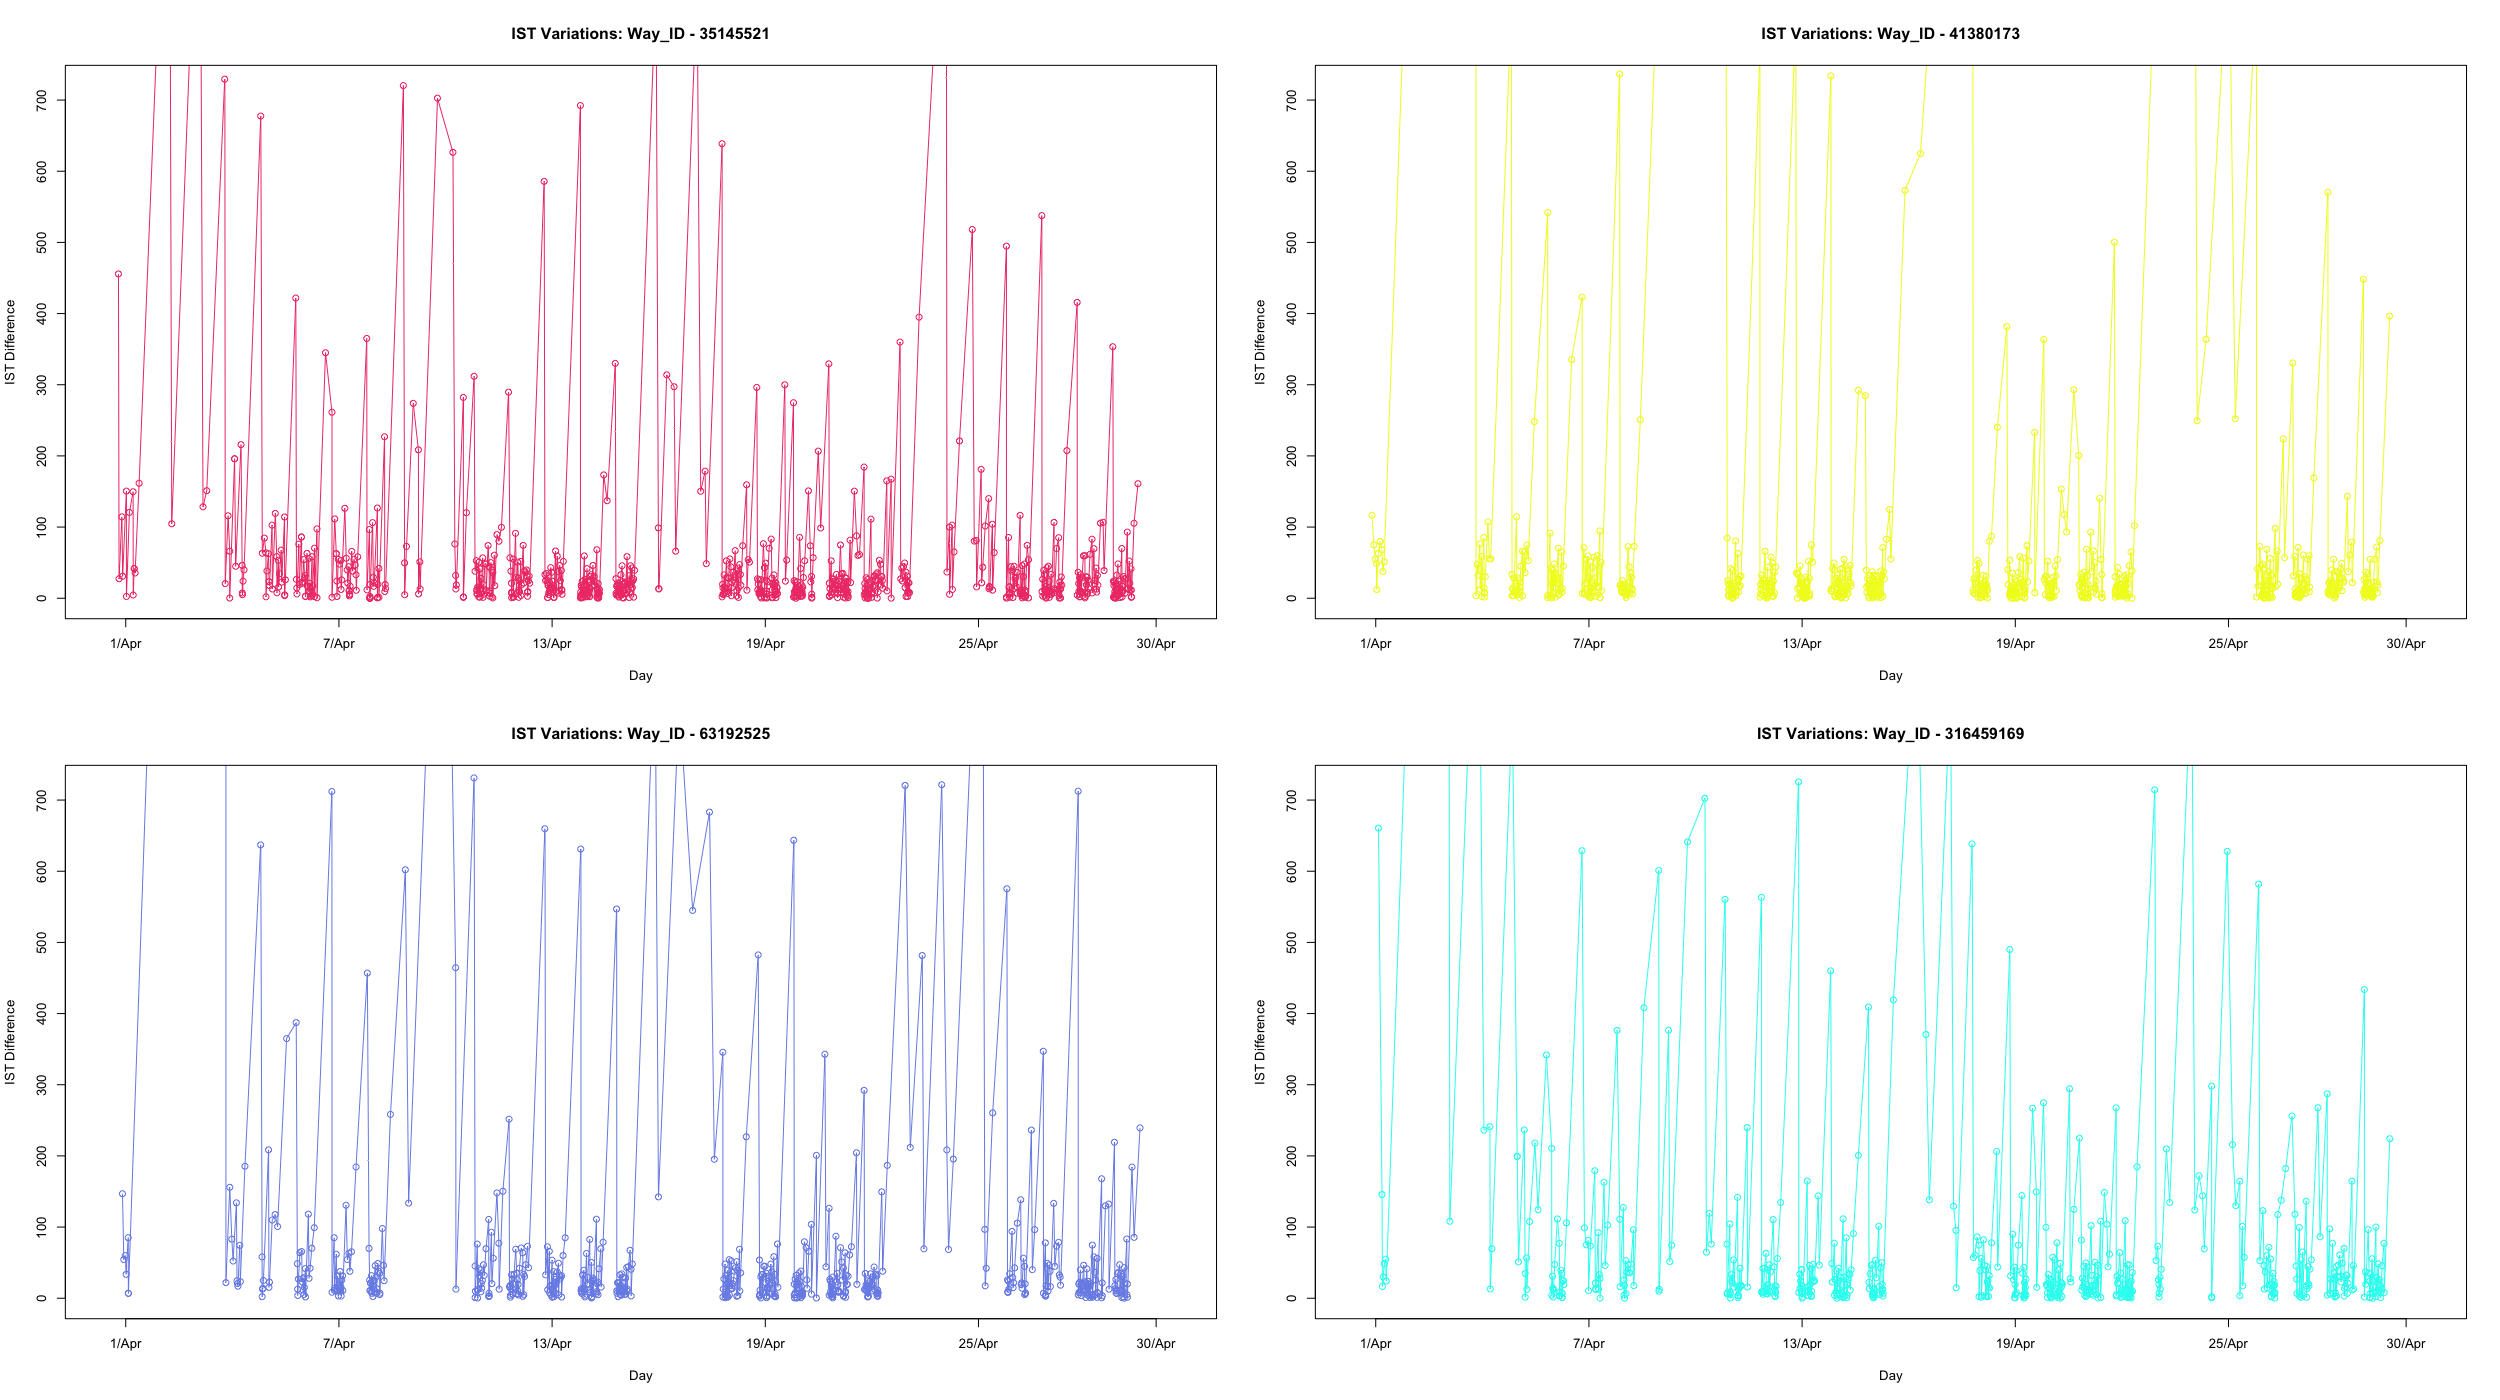 IST Variations: Way_ID - 35145521
IST Difference
700
600
500
400
300
200
100
0
1/Apr 7/Apr 13/Apr 19/Apr 25/Apr 30/Apr
Day
IST Variations: Way_ID - 41380173
IST Difference
700
600
500
400
300
200
100
0
1/Apr 7/Apr 13/Apr 19/Apr 25/Apr 30/Apr
Day
IST Variations: Way_ID - 63192525
IST Difference
700
600
500
400
300
200
100
0
1/Apr 7/Apr 13/Apr 19/Apr 25/Apr 30/Apr
Day
IST Variations: Way_ID - 316459169
IST Difference
700
600
500
400
300
200
100
0
1/Apr 7/Apr 13/Apr 19/Apr 25/Apr 30/Apr
Day